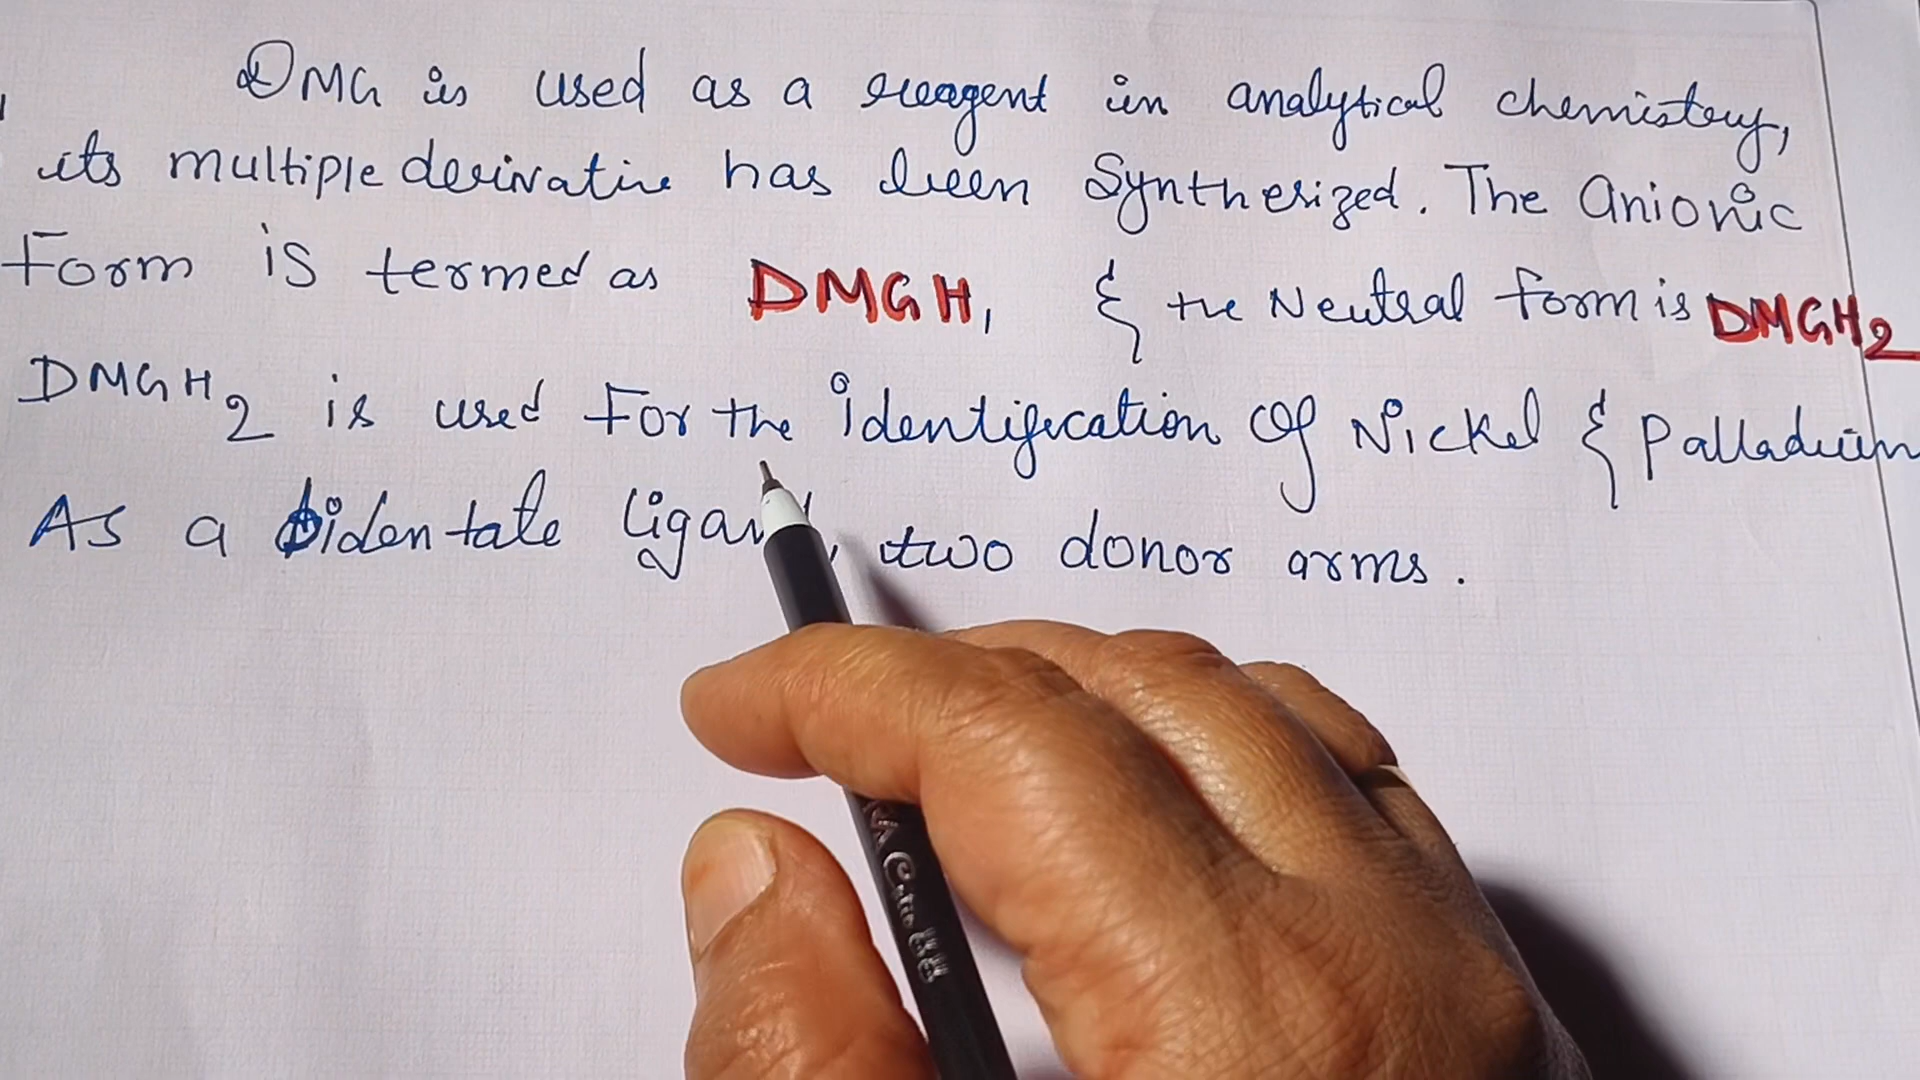 DMG is used as a reagent in analytical chemistry,
its multiple derivative has been Synthesized. The Anionic
Form is termed as DMGH, & the Neutral form is DMGH2
DMGH2 is used For the identification Of Nickel & Palladium
As a bidentate ligand, two donor arms.